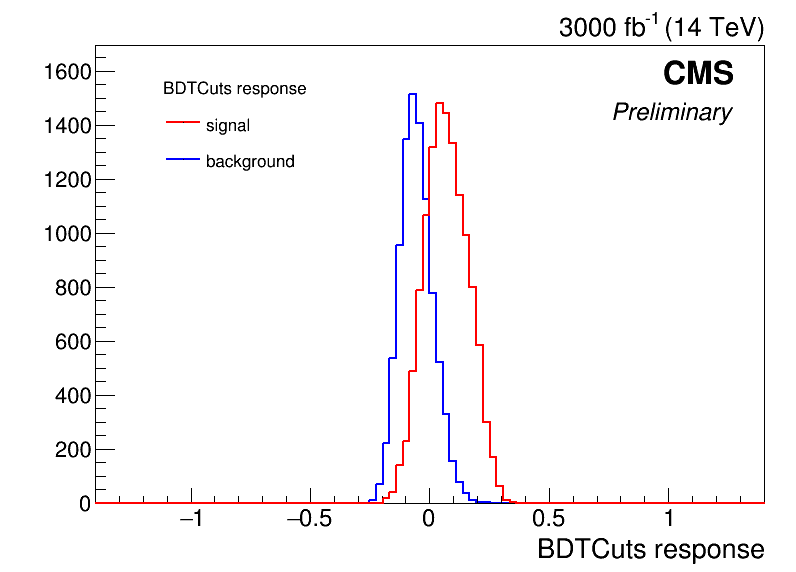 3000 fb⁻¹ (14 TeV)
CMS
Preliminary
BDTCuts response
signal
background
1600
1400
1200
1000
800
600
400
200
0
−1
−0.5
0
0.5
1
BDTCuts response